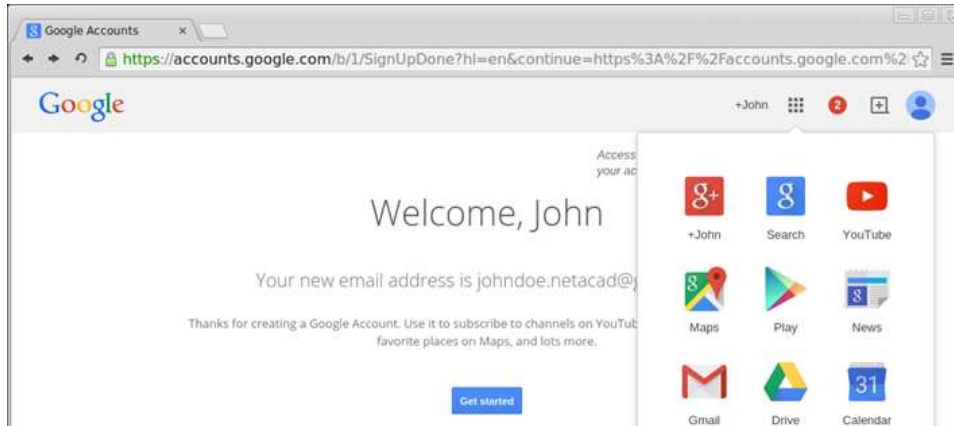 Google Accounts
https://accounts.google.com/b/1/SignUpDone?hl=en&continue=https%3A%2F%2Faccounts.google.com%2
Google
+John
2
Access
your ac
Welcome, John
Your new email address is johndoe.netacad@g
Thanks for creating a Google Account. Use it to subscribe to channels on YouTub
favorite places on Maps, and lots more.
Get started
+John Search YouTube
Maps Play News
31
Gmail Drive Calendar